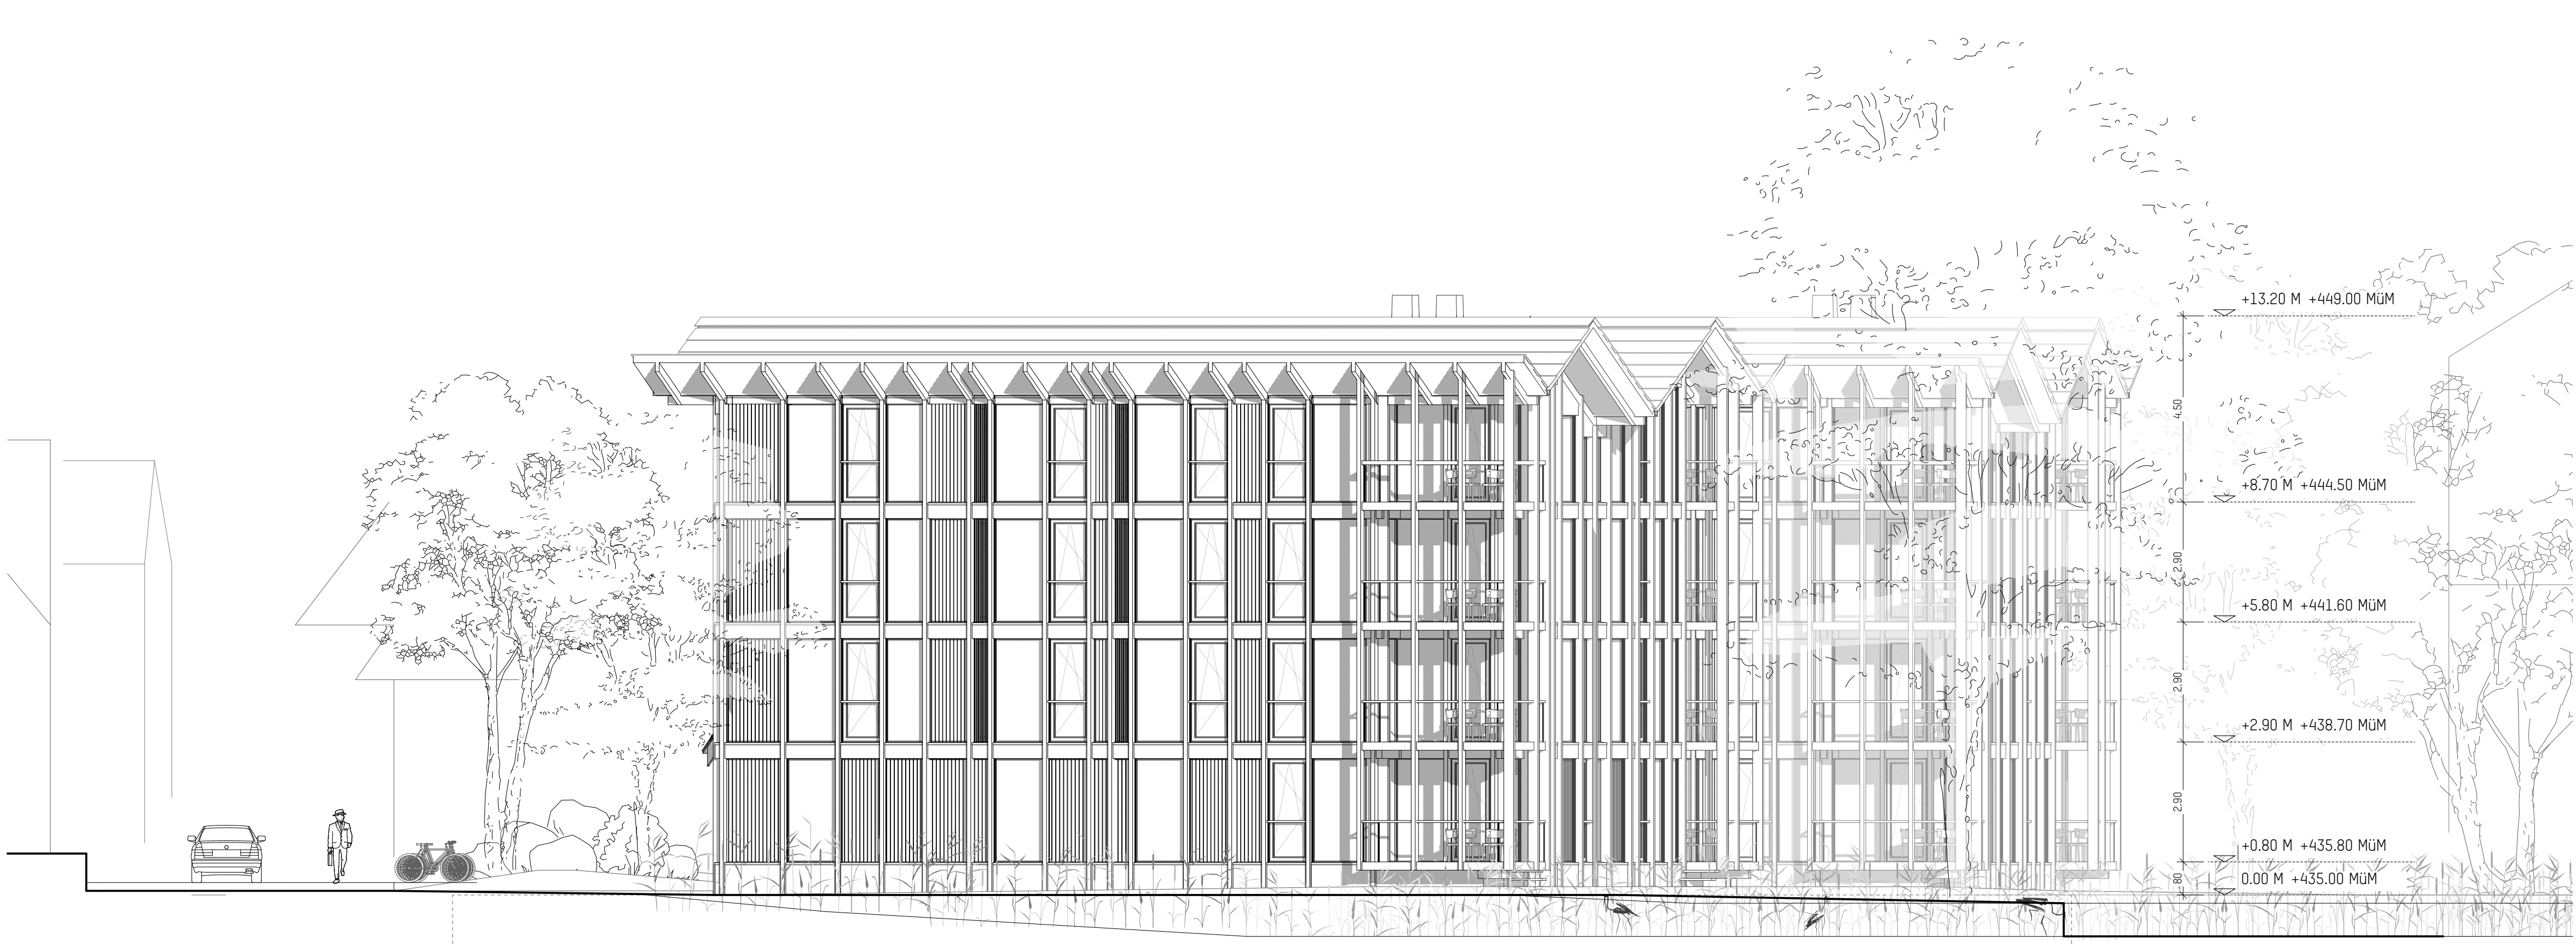 +13.20 M +449.00 MüM
4.50
+8.70 M +444.50 MüM
2.90
+5.80 M +441.60 MüM
2.90
+2.90 M +438.70 MüM
2.90
+0.80 M +435.80 MüM
80
0.00 M +435.00 MüM